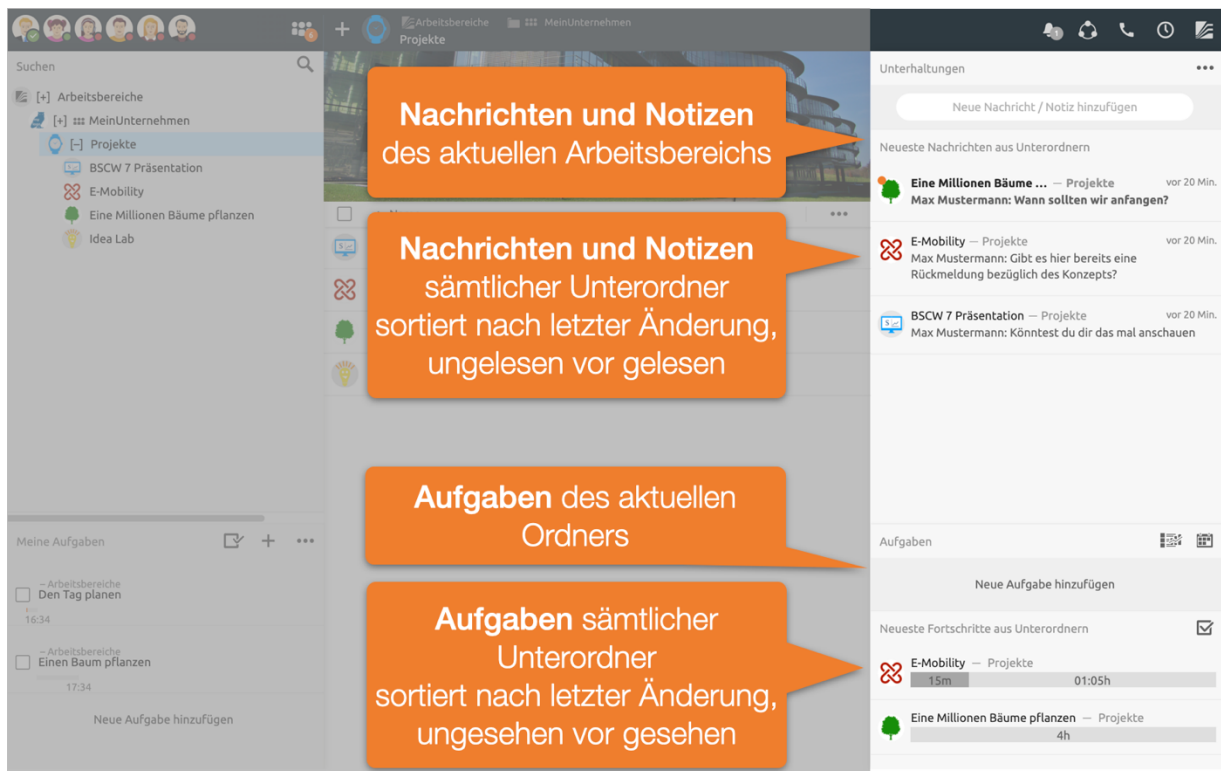 Arbeitsbereiche MeinUnternehmen
Projekte
1
Suchen
[+] Arbeitsbereiche
[+] MeinUnternehmen
[-] Projekte
BSCW 7 Präsentation
E-Mobility
Eine Millionen Bäume pflanzen
Idea Lab
Meine Aufgaben
– Arbeitsbereiche
Den Tag planen
16:34
– Arbeitsbereiche
Einen Baum pflanzen
17:34
Neue Aufgabe hinzufügen
Nachrichten und Notizen
des aktuellen Arbeitsbereichs
Nachrichten und Notizen
sämtlicher Unterordner
sortiert nach letzter Änderung,
ungelesen vor gelesen
Aufgaben des aktuellen
Ordners
Aufgaben sämtlicher
Unterordner
sortiert nach letzter Änderung,
ungesehen vor gesehen
Unterhaltungen
Neue Nachricht / Notiz hinzufügen
Neueste Nachrichten aus Unterordnern
Eine Millionen Bäume ... — Projekte vor 20 Min.
Max Mustermann: Wann sollten wir anfangen?
E-Mobility — Projekte vor 20 Min.
Max Mustermann: Gibt es hier bereits eine
Rückmeldung bezüglich des Konzepts?
BSCW 7 Präsentation — Projekte vor 20 Min.
Max Mustermann: Könntest du dir das mal anschauen
Aufgaben
Neue Aufgabe hinzufügen
Neueste Fortschritte aus Unterordnern
E-Mobility — Projekte
15m 01:05h
Eine Millionen Bäume pflanzen — Projekte
4h